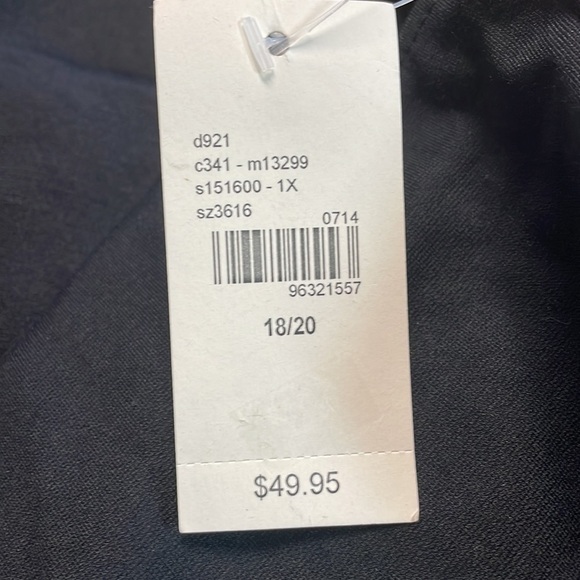 d921
c341 - m13299
s151600 - 1X
sz3616
0714
96321557
18/20
$49.95